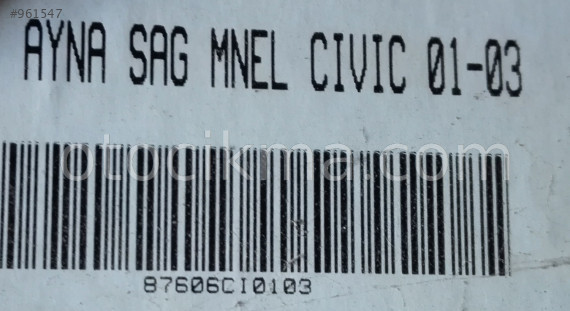 #961547
AYNA SAG MNEL CIVIC 01-03
otocikma.com
87606CI0103